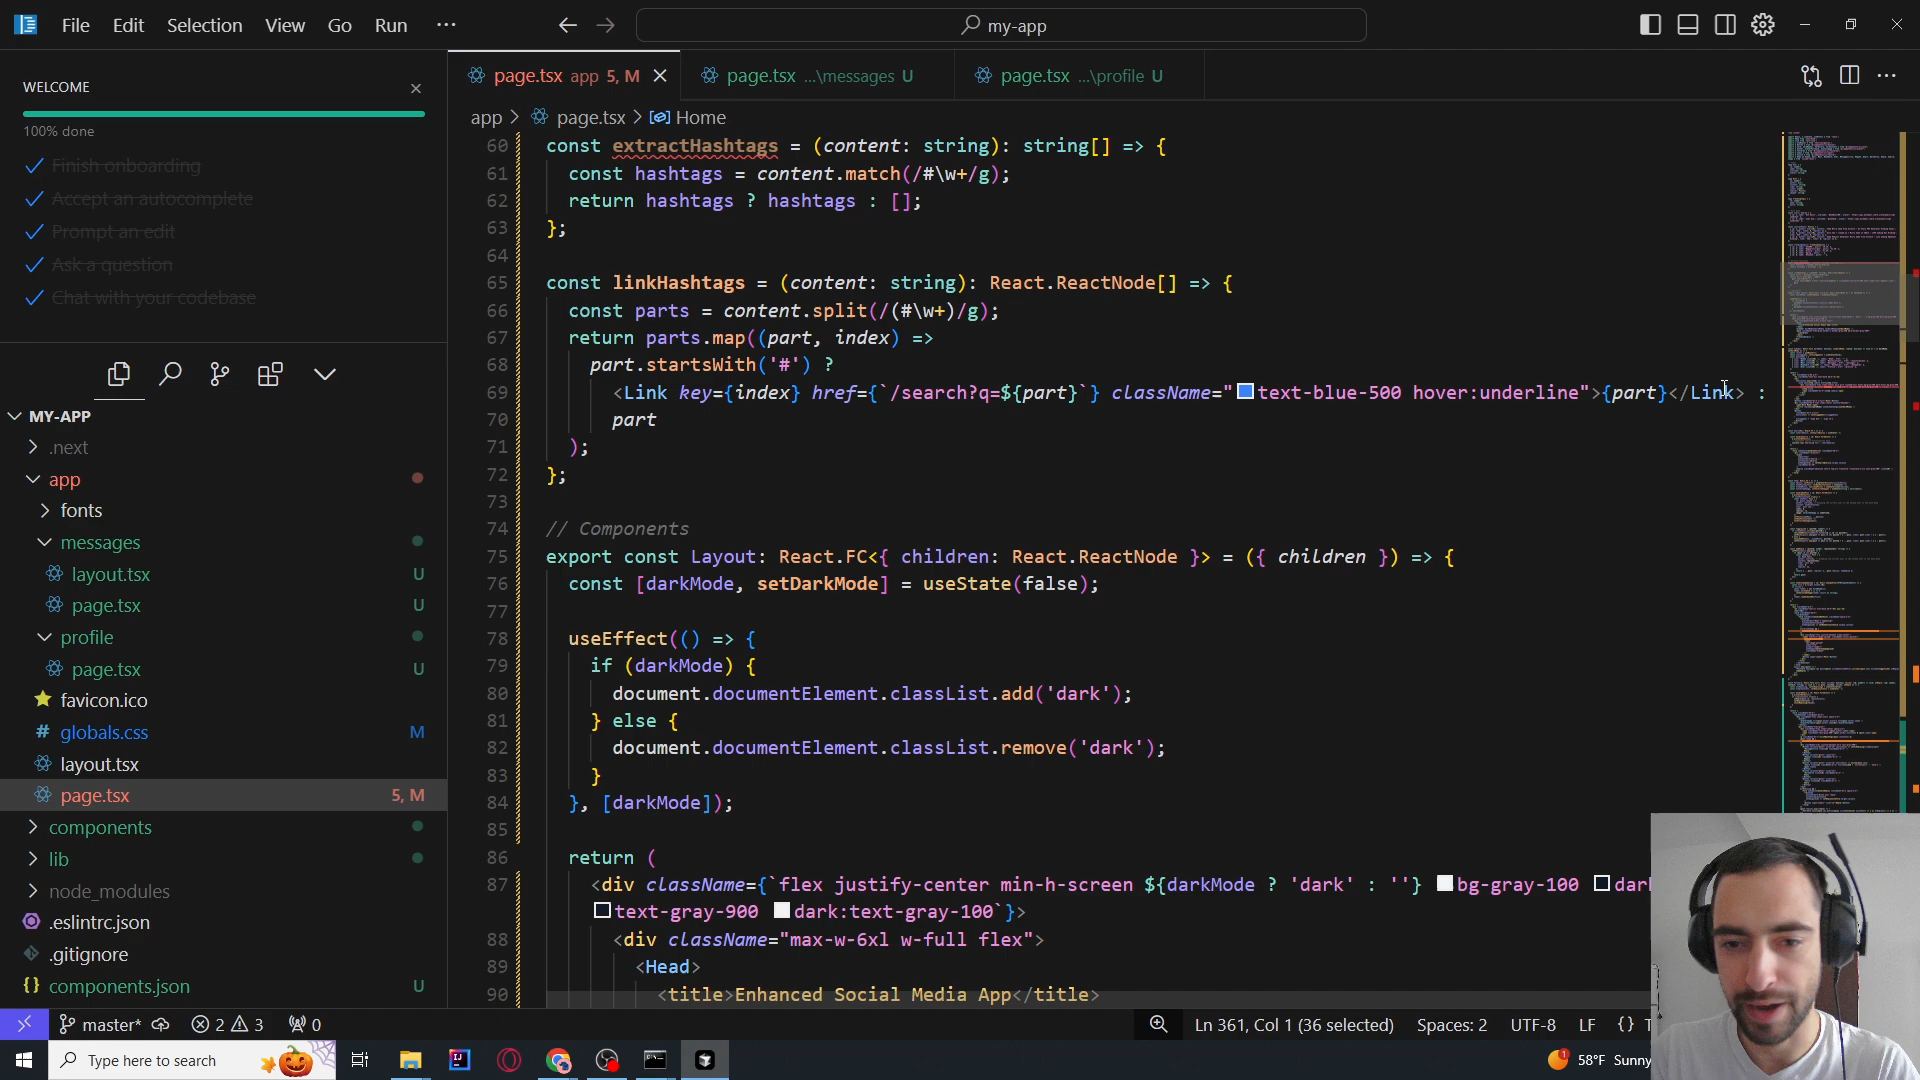 File Edit Selection View Go Run ···
my-app
WELCOME
100% done
Finish onboarding
Accept an autocomplete
Prompt an edit
Ask a question
Chat with your codebase
MY-APP
.next
app
fonts
messages
layout.tsx U
page.tsx U
profile
page.tsx U
favicon.ico
# globals.css M
layout.tsx
page.tsx 5, M
components
lib
node_modules
.eslintrc.json
.gitignore
{} components.json U
page.tsx app 5, M
page.tsx ...\messages U
page.tsx ...\profile U
app > page.tsx > Home
60 const extractHashtags = (content: string): string[] => {
61 const hashtags = content.match(/#\w+/g);
62 return hashtags ? hashtags : [];
63 };
64
65 const linkHashtags = (content: string): React.ReactNode[] => {
66 const parts = content.split(/(#\w+)/g);
67 return parts.map((part, index) =>
68 part.startsWith('#') ?
69 <Link key={index} href={`/search?q=${part}`} className="text-blue-500 hover:underline">{part}</Link> :
70 part
71 );
72 };
73
74 // Components
75 export const Layout: React.FC<{ children: React.ReactNode }> = ({ children }) => {
76 const [darkMode, setDarkMode] = useState(false);
77
78 useEffect(() => {
79 if (darkMode) {
80 document.documentElement.classList.add('dark');
81 } else {
82 document.documentElement.classList.remove('dark');
83 }
84 }, [darkMode]);
85
86 return (
87 <div className={`flex justify-center min-h-screen ${darkMode ? 'dark' : ''} bg-gray-100 dar
text-gray-900 dark:text-gray-100`}>
88 <div className="max-w-6xl w-full flex">
89 <Head>
90 <title>Enhanced Social Media App</title>
master* 2 3 0
Ln 361, Col 1 (36 selected) Spaces: 2 UTF-8 LF {}
Type here to search
1 58°F Sunny